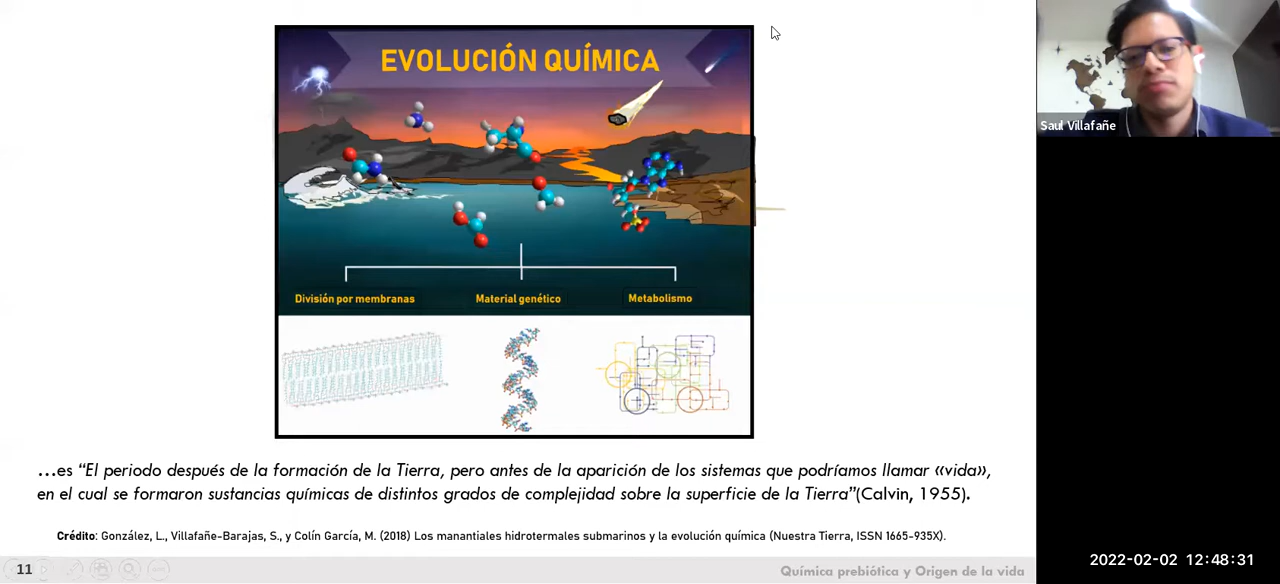 EVOLUCIÓN QUÍMICA
División por membranas
Material genético
Metabolismo
...es “El periodo después de la formación de la Tierra, pero antes de la aparición de los sistemas que podríamos llamar «vida»,
en el cual se formaron sustancias químicas de distintos grados de complejidad sobre la superficie de la Tierra”(Calvin, 1955).
Crédito: González, L., Villafañe-Barajas, S., y Colín García, M. (2018) Los manantiales hidrotermales submarinos y la evolución química (Nuestra Tierra, ISSN 1665-935X).
11
Química prebiótica y Origen de la vida
Saul Villafañe
2022-02-02 12:48:31